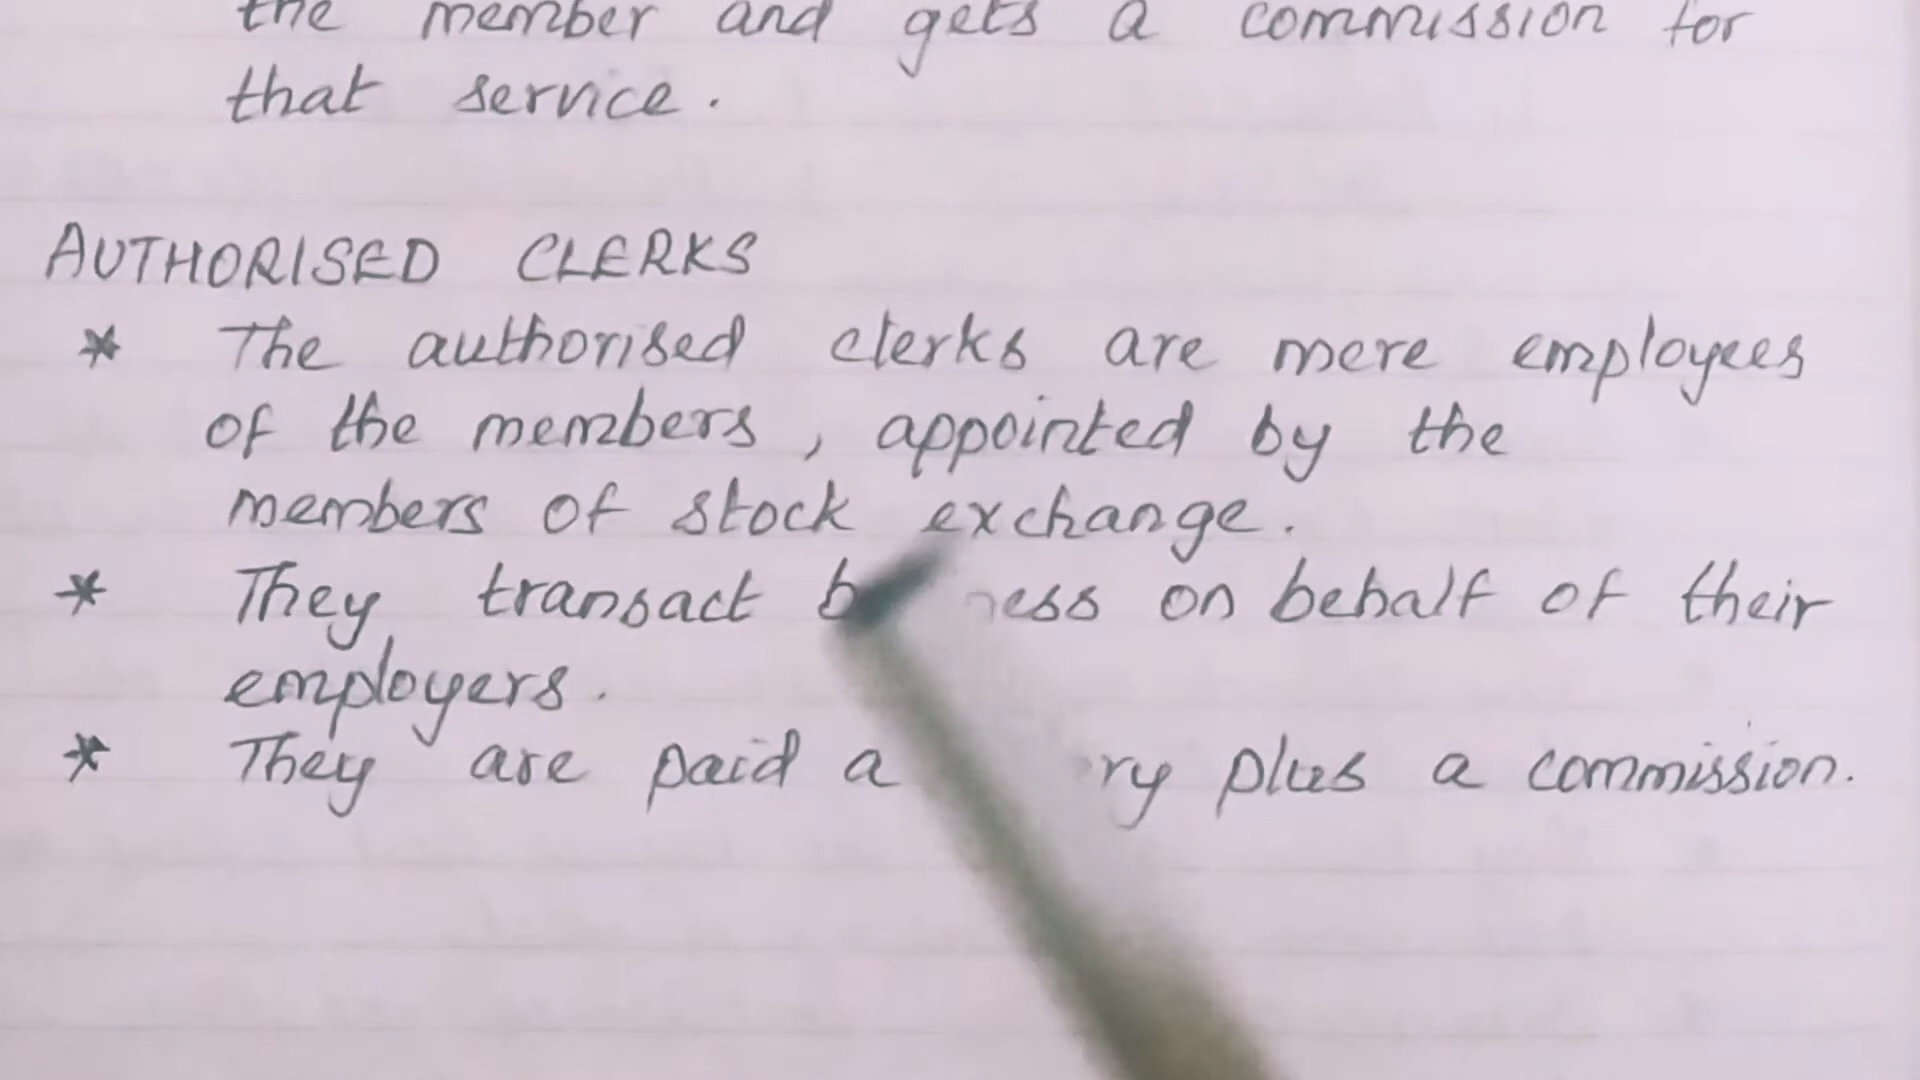 the member and gets a commission for
that service.
AUTHORISED CLERKS
* The authorised clerks are mere employees
of the members, appointed by the
members of stock exchange.
* They transact on behalf of their
employers.
* They are paid a plus a commission.